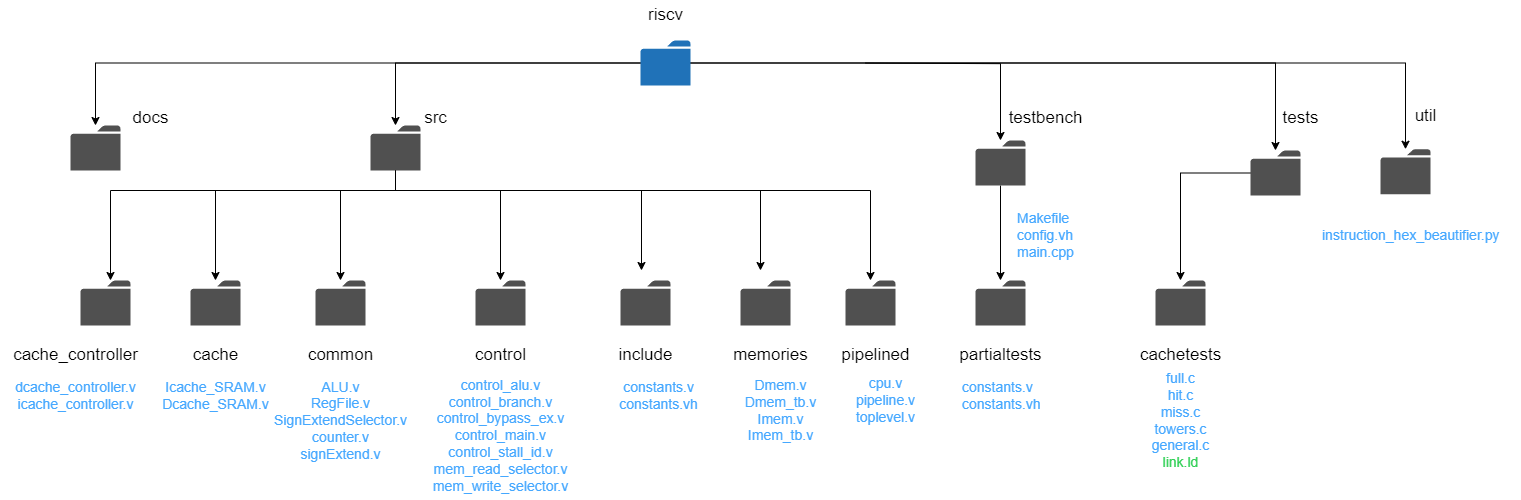 riscv
docs
src
testbench
tests
util
Makefile
config.vh
main.cpp
instruction_hex_beautifier.py
cache_controller
dcache_controller.v
icache_controller.v
cache
Icache_SRAM.v
Dcache_SRAM.v
common
ALU.v
RegFile.v
SignExtendSelector.v
counter.v
signExtend.v
control
control_alu.v
control_branch.v
control_bypass_ex.v
control_main.v
control_stall_id.v
mem_read_selector.v
mem_write_selector.v
include
constants.v
constants.vh
memories
Dmem.v
Dmem_tb.v
Imem.v
Imem_tb.v
pipelined
cpu.v
pipeline.v
toplevel.v
partialtests
constants.v
constants.vh
cachetests
full.c
hit.c
miss.c
towers.c
general.c
link.ld